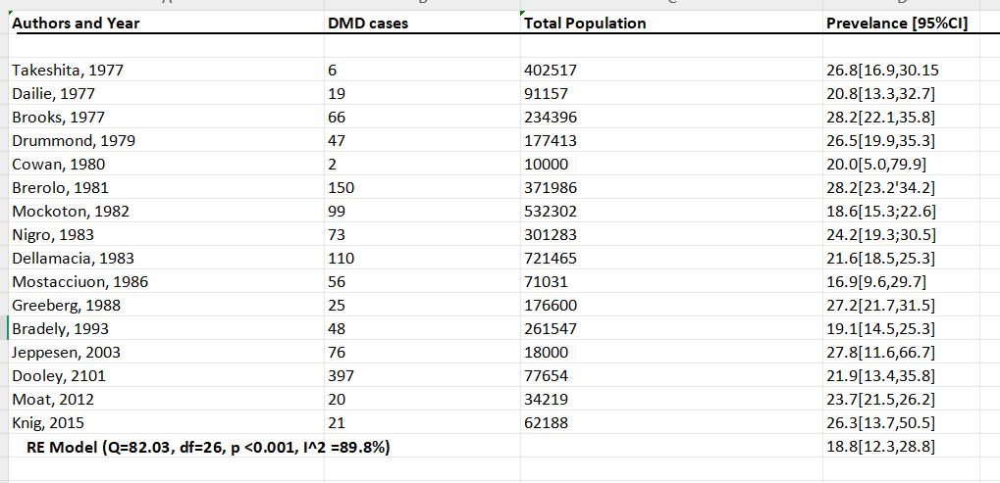 Authors and Year DMD cases Total Population Prevelance [95%CI]
Takeshita, 1977 6 402517 26.8[16.9,30.15
Dailie, 1977 19 91157 20.8[13.3,32.7]
Brooks, 1977 66 234396 28.2[22.1,35.8]
Drummond, 1979 47 177413 26.5[19.9,35.3]
Cowan, 1980 2 10000 20.0[5.0,79.9]
Brerolo, 1981 150 371986 28.2[23.2'34.2]
Mockoton, 1982 99 532302 18.6[15.3;22.6]
Nigro, 1983 73 301283 24.2[19.3;30.5]
Dellamacia, 1983 110 721465 21.6[18.5,25.3]
Mostacciuon, 1986 56 71031 16.9[9.6,29.7]
Greeberg, 1988 25 176600 27.2[21.7,31.5]
Bradely, 1993 48 261547 19.1[14.5,25.3]
Jeppesen, 2003 76 18000 27.8[11.6,66.7]
Dooley, 2101 397 77654 21.9[13.4,35.8]
Moat, 2012 20 34219 23.7[21.5,26.2]
Knig, 2015 21 62188 26.3[13.7,50.5]
RE Model (Q=82.03, df=26, p <0.001, I^2 =89.8%) 18.8[12.3,28.8]